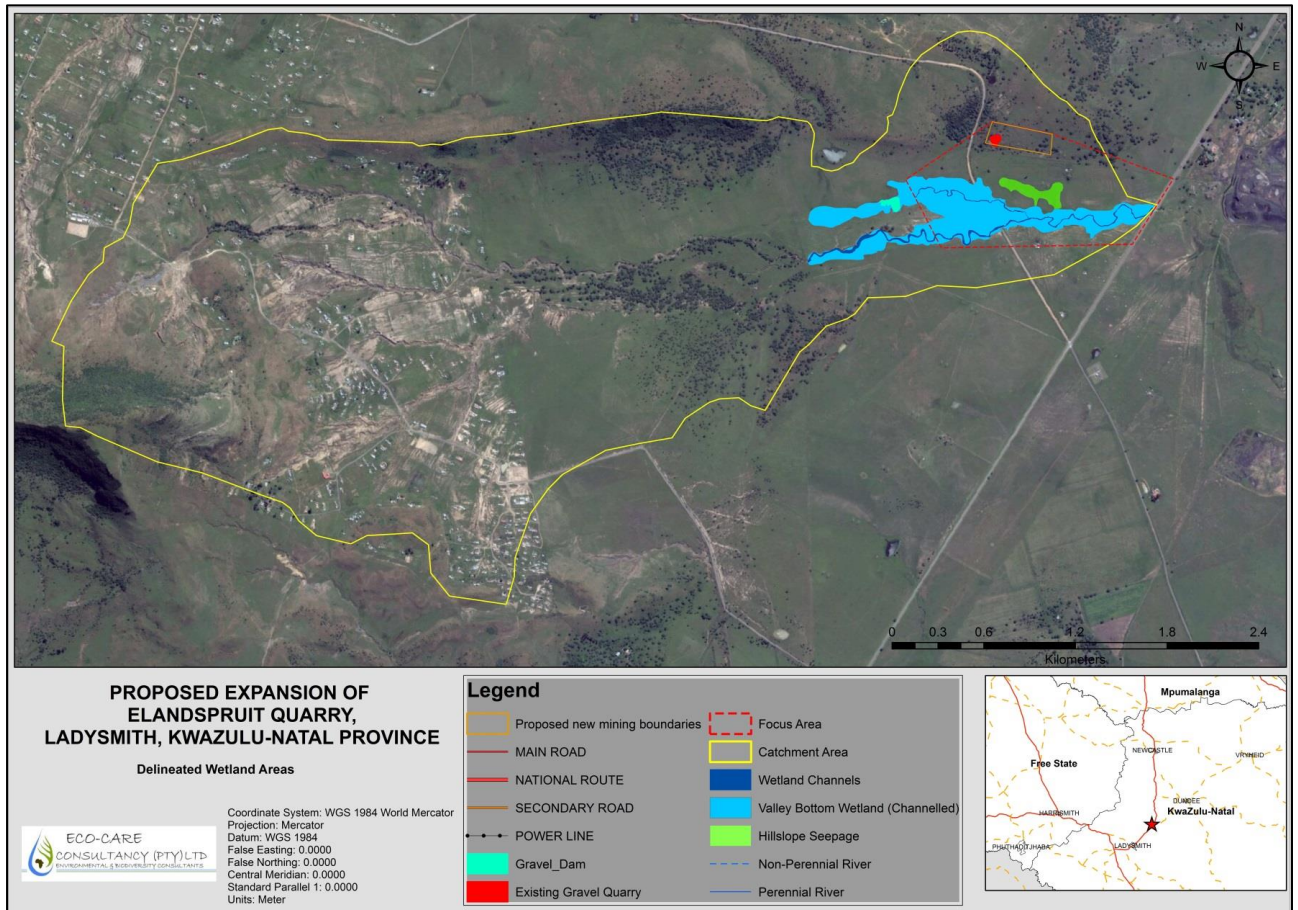 N
W
E
S
0 0.3 0.6 1.2 1.8 2.4
Kilometers
PROPOSED EXPANSION OF
ELANDSPRUIT QUARRY,
LADYSMITH, KWAZULU-NATAL PROVINCE
Delineated Wetland Areas
ECO-CARE
CONSULTANCY (PTY) LTD
ENVIRONMENTAL & BIODIVERSITY CONSULTANTS
Coordinate System: WGS 1984 World Mercator
Projection: Mercator
Datum: WGS 1984
False Easting: 0.0000
False Northing: 0.0000
Central Meridian: 0.0000
Standard Parallel 1: 0.0000
Units: Meter
Legend
Proposed new mining boundaries
MAIN ROAD
NATIONAL ROUTE
SECONDARY ROAD
POWER LINE
Gravel_Dam
Existing Gravel Quarry
Focus Area
Catchment Area
Wetland Channels
Valley Bottom Wetland (Channelled)
Hillslope Seepage
Non-Perennial River
Perennial River
Mpumalanga
NEWCASTLE
VRYHEID
Free State
DUNDEE
HARRISMITH
KwaZulu-Natal
PHUTHADITJHABA
LADYSMITH